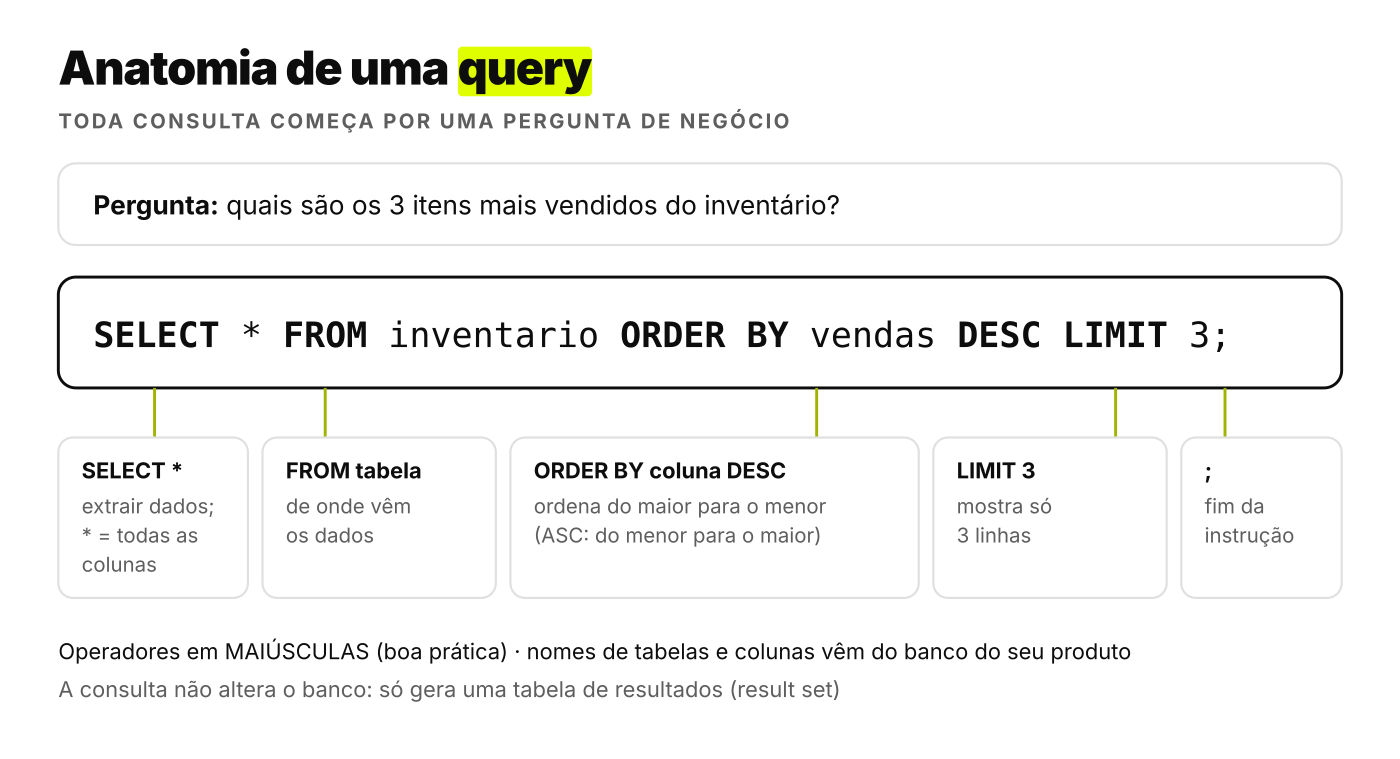 Anatomia de uma query
TODA CONSULTA COMEÇA POR UMA PERGUNTA DE NEGÓCIO
Pergunta: quais são os 3 itens mais vendidos do inventário?
SELECT * FROM inventario ORDER BY vendas DESC LIMIT 3;
SELECT *
extrair dados;
* = todas as
colunas
FROM tabela
de onde vêm
os dados
ORDER BY coluna DESC
ordena do maior para o menor
(ASC: do menor para o maior)
LIMIT 3
mostra só
3 linhas
;
fim da
instrução
Operadores em MAIÚSCULAS (boa prática) · nomes de tabelas e colunas vêm do banco do seu produto
A consulta não altera o banco: só gera uma tabela de resultados (result set)